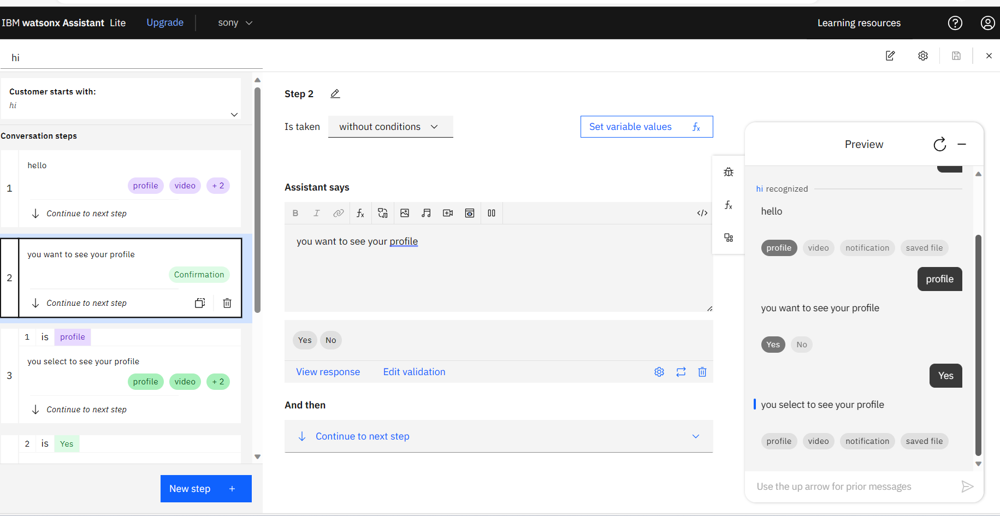 IBM watsonx Assistant Lite Upgrade sony Learning resources
hi
Customer starts with:
hi
Conversation steps
1
hello
profile video + 2
Continue to next step
2
you want to see your profile
Confirmation
Continue to next step
3
1 is profile
you select to see your profile
profile video + 2
Continue to next step
2 is Yes
New step +
Step 2
Is taken without conditions Set variable values fx
Assistant says
B I fx </>
you want to see your profile
Yes No
View response Edit validation
And then
Continue to next step
fx
Preview
hi recognized
hello
profile video notification saved file
profile
you want to see your profile
Yes No
Yes
you select to see your profile
profile video notification saved file
Use the up arrow for prior messages